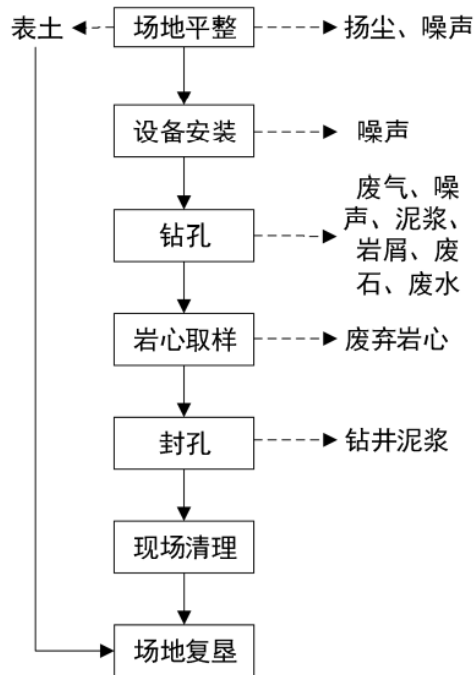 表土
场地平整
扬尘、噪声
设备安装
噪声
钻孔
废气、噪
声、泥浆、
岩屑、废
石、废水
岩心取样
废弃岩心
封孔
钻井泥浆
现场清理
场地复垦